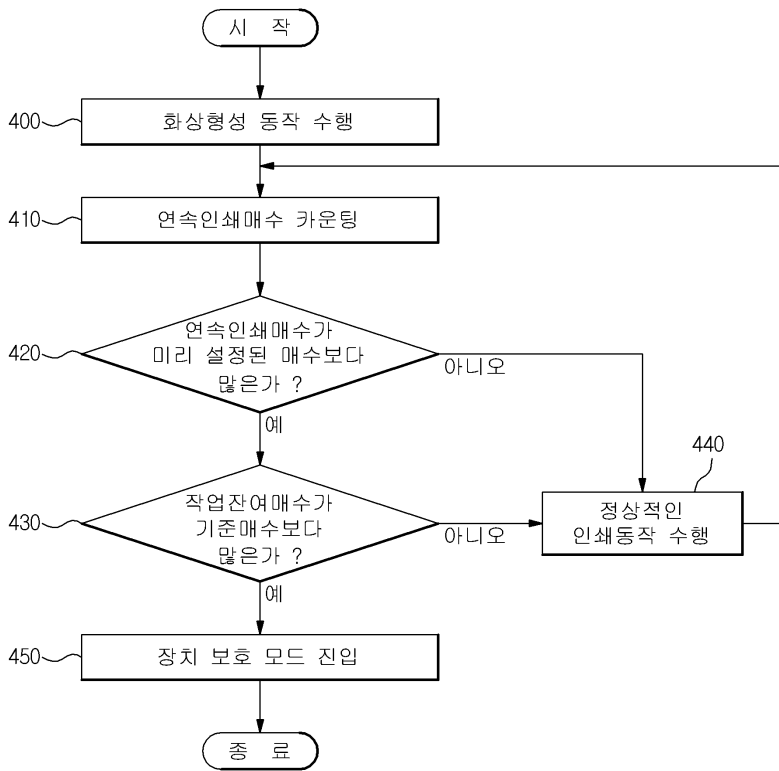 시 작
400
화상형성 동작 수행
410
연속인쇄매수 카운팅
420
연속인쇄매수가
미리 설정된 매수보다
많은가 ?
아니오
예
440
430
작업잔여매수가
기준매수보다
많은가 ?
아니오
정상적인
인쇄동작 수행
예
450
장치 보호 모드 진입
종 료